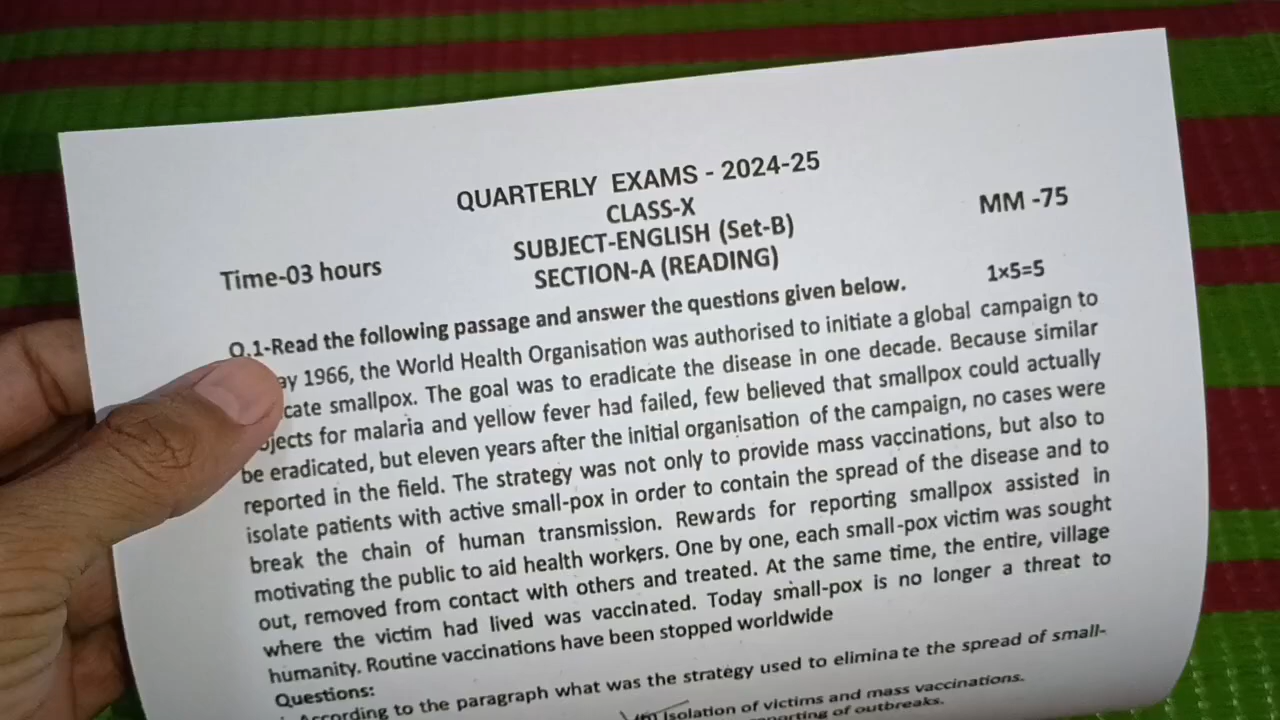 QUARTERLY EXAMS - 2024-25
CLASS-X
SUBJECT-ENGLISH (Set-B)
MM -75
Time-03 hours
SECTION-A (READING)
Q.1-Read the following passage and answer the questions given below. 1×5=5
1966, the World Health Organisation was authorised to initiate a global campaign to
smallpox. The goal was to eradicate the disease in one decade. Because similar
for malaria and yellow fever had failed, few believed that smallpox could actually
be eradicated, but eleven years after the initial organisation of the campaign, no cases were
reported in the field. The strategy was not only to provide mass vaccinations, but also to
isolate patients with active small-pox in order to contain the spread of the disease and to
break the chain of human transmission. Rewards for reporting smallpox assisted in
motivating the public to aid health workers. One by one, each small-pox victim was sought
out, removed from contact with others and treated. At the same time, the entire, village
where the victim had lived was vaccinated. Today small-pox is no longer a threat to
humanity. Routine vaccinations have been stopped worldwide
Questions:
According to the paragraph what was the strategy used to eliminate the spread of small-
Isolation of victims and mass vaccinations.
of outbreaks.